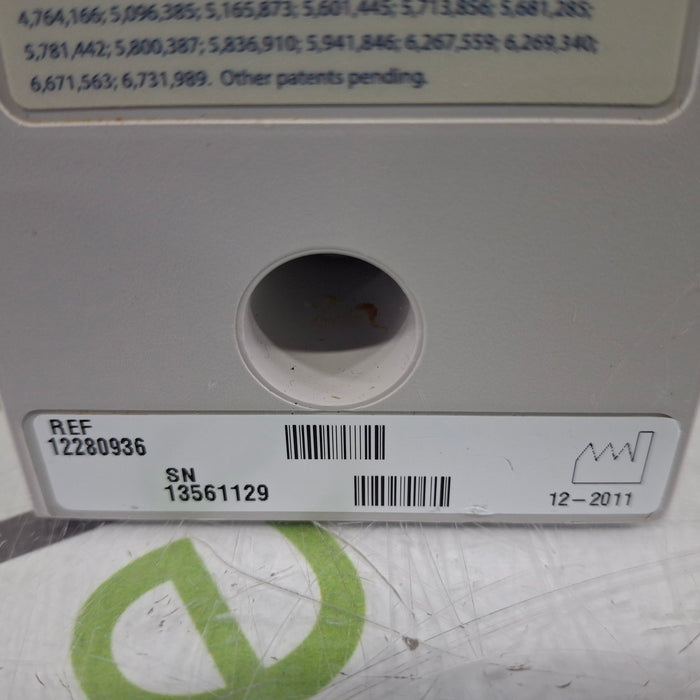 4,764,166; 5,096,385; 5,165,873; 5,601,445; 5,713,856; 5,681,285;
5,781,442; 5,800,387; 5,836,910; 5,941,846; 6,267,559; 6,269,340;
6,671,563; 6,731,989. Other patents pending.
REF
12280936
SN
13561129
12-2011
e